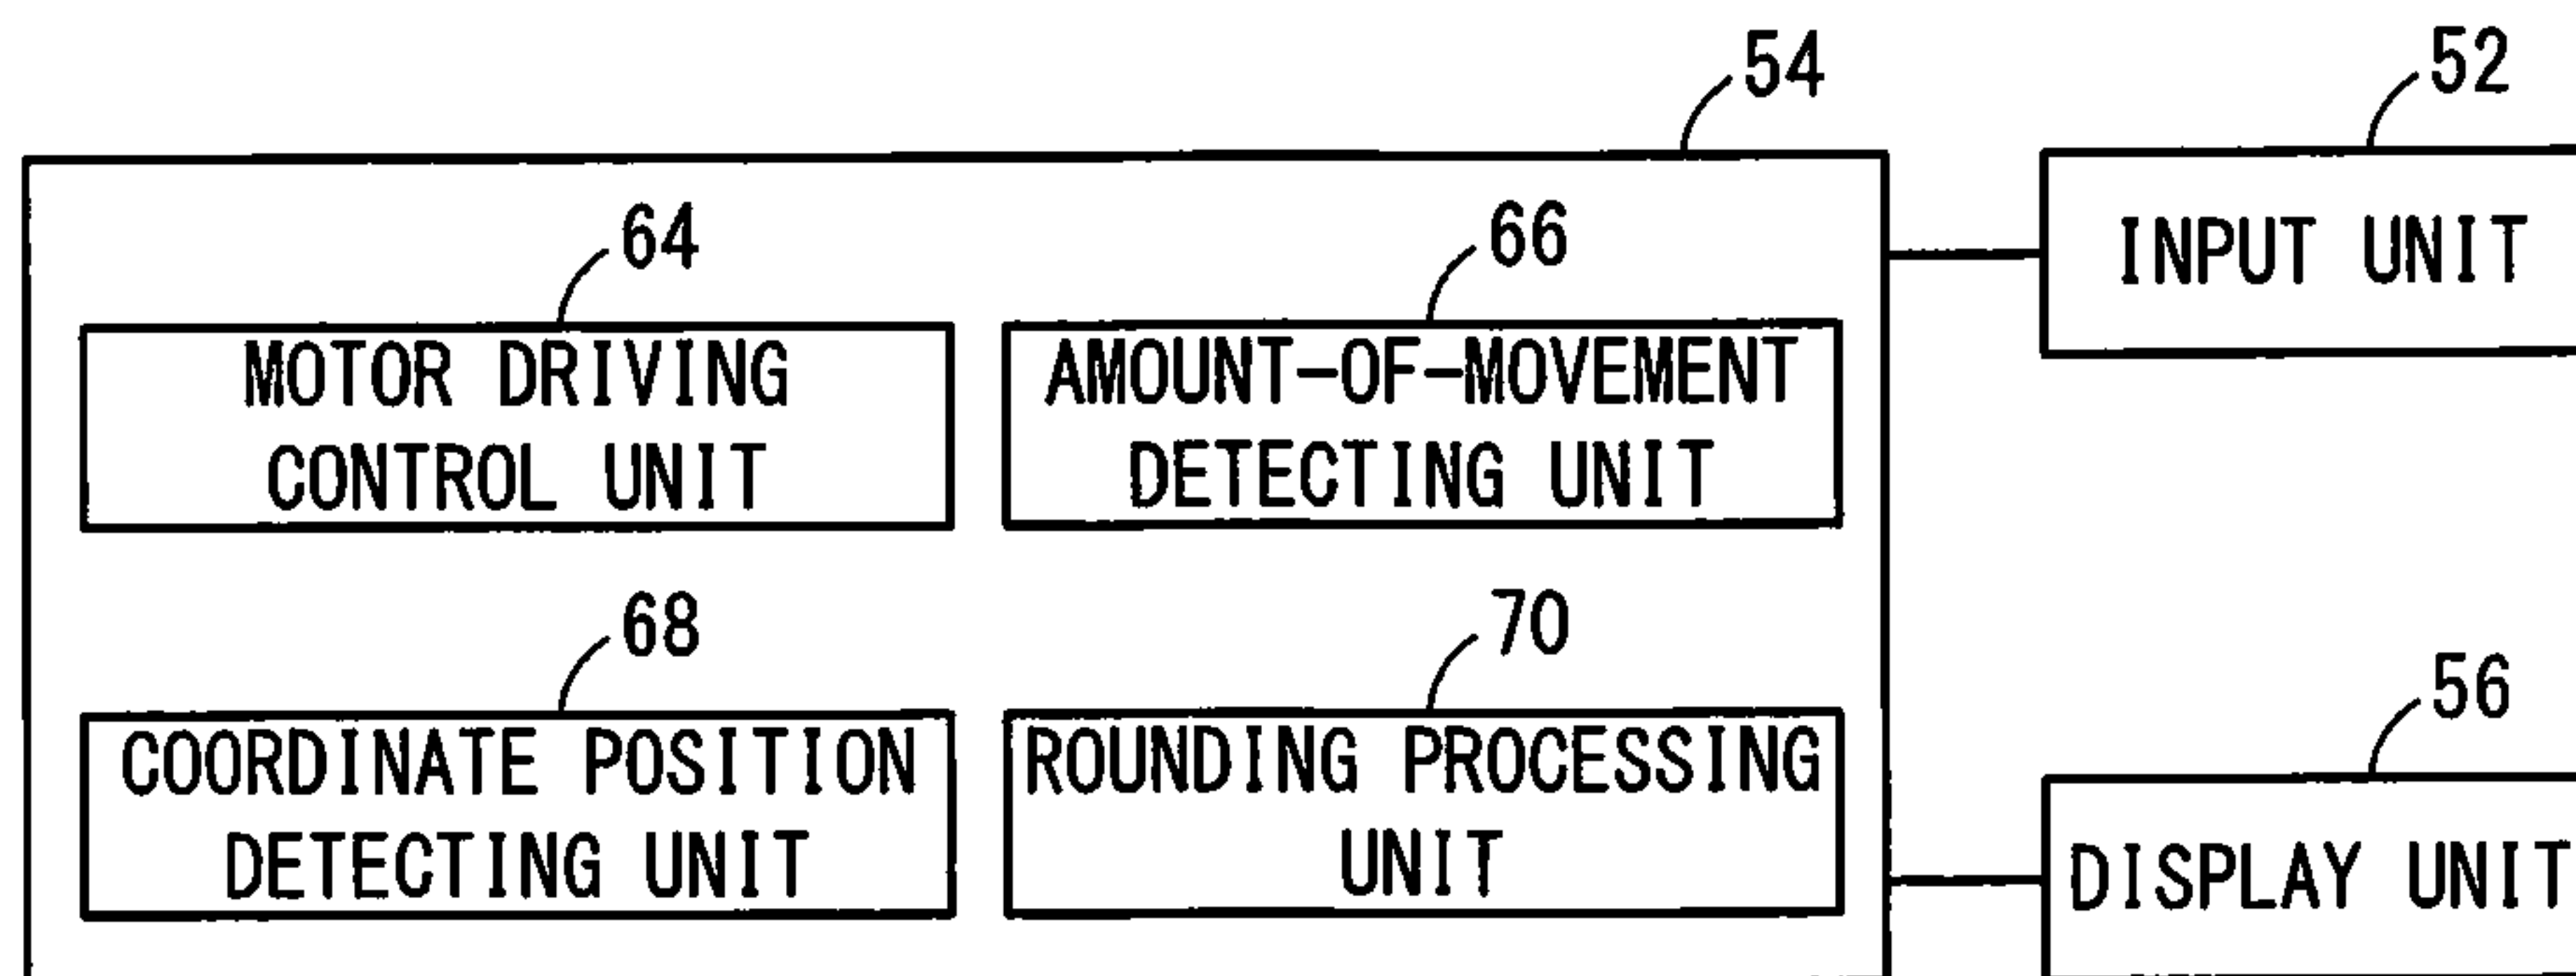 54
52
64
66
INPUT UNIT
MOTOR DRIVING
CONTROL UNIT
AMOUNT-OF-MOVEMENT
DETECTING UNIT
68
70
56
COORDINATE POSITION
DETECTING UNIT
ROUNDING PROCESSING
UNIT
DISPLAY UNIT